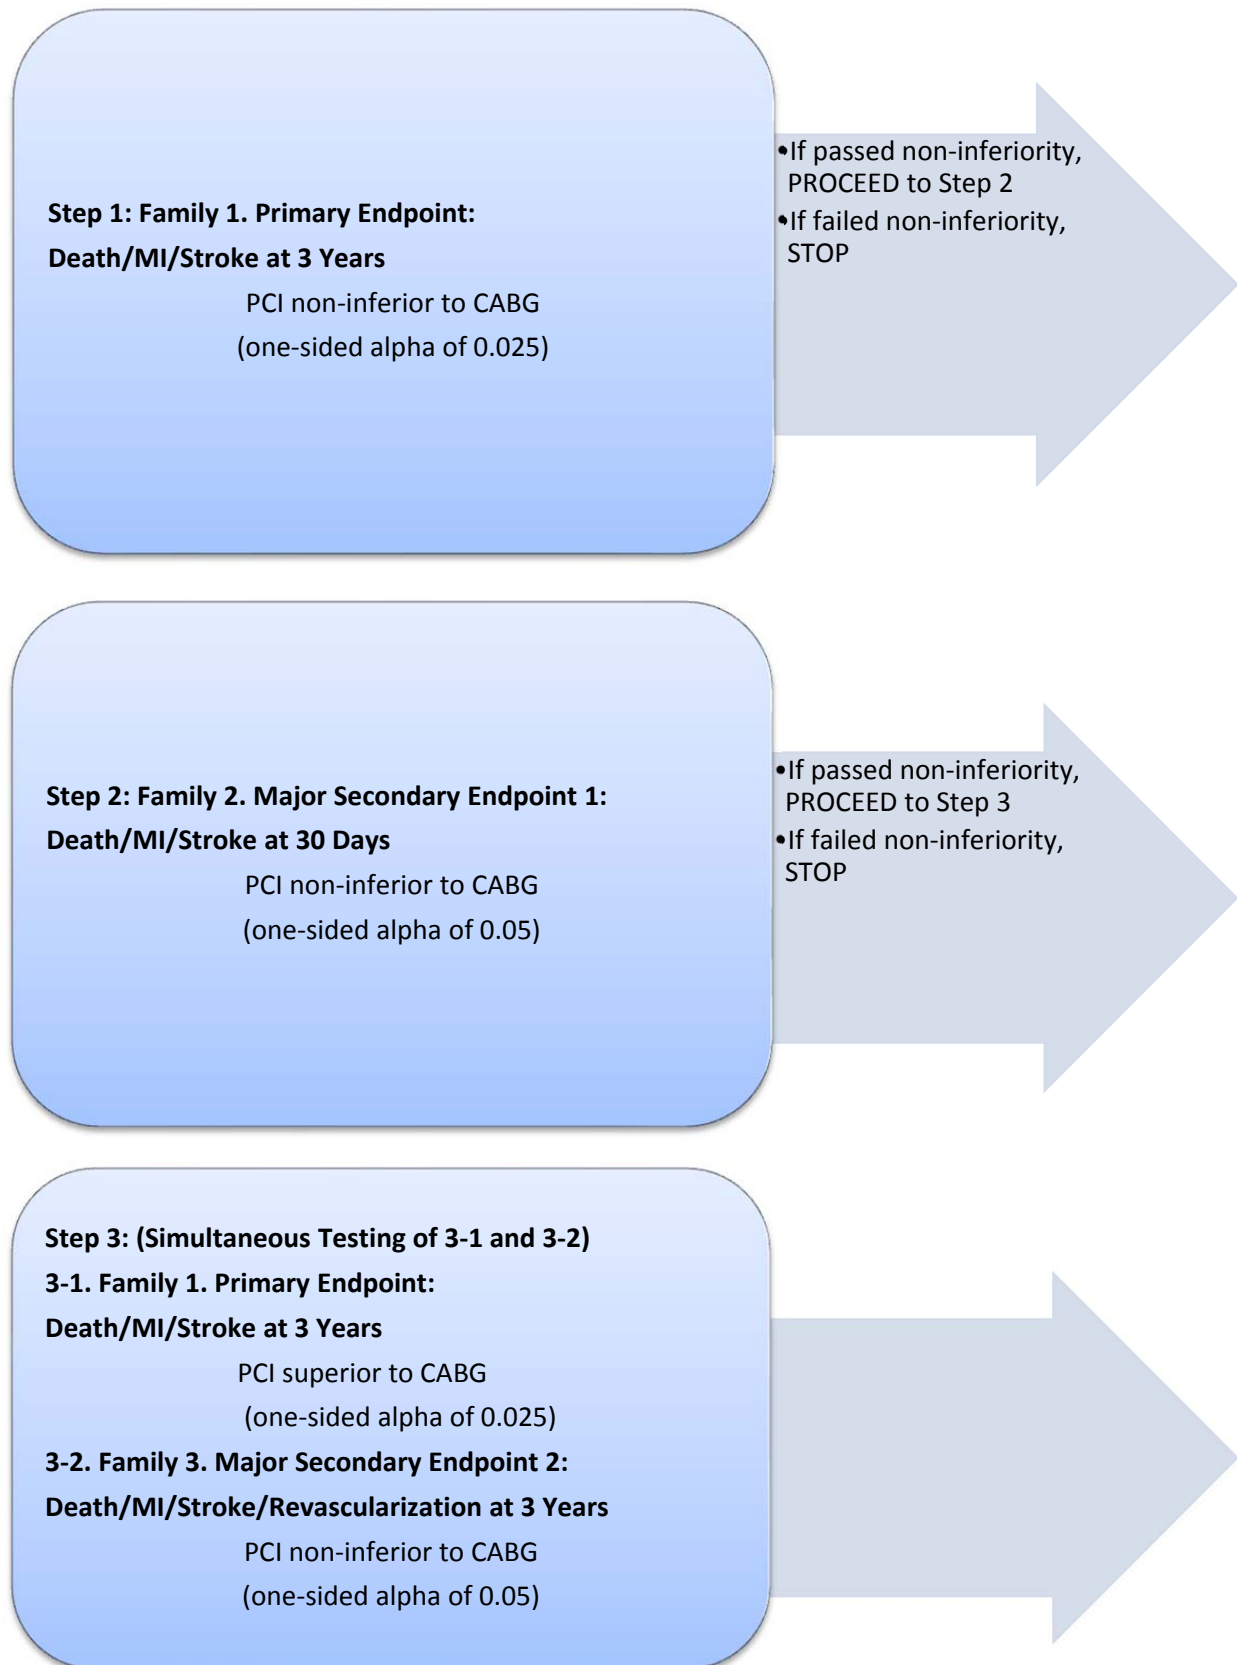 Step 1: Family 1. Primary Endpoint:
Death/MI/Stroke at 3 Years
PCI non-inferior to CABG
(one-sided alpha of 0.025)
•If passed non-inferiority,
PROCEED to Step 2
•If failed non-inferiority,
STOP
Step 2: Family 2. Major Secondary Endpoint 1:
Death/MI/Stroke at 30 Days
PCI non-inferior to CABG
(one-sided alpha of 0.05)
•If passed non-inferiority,
PROCEED to Step 3
•If failed non-inferiority,
STOP
Step 3: (Simultaneous Testing of 3-1 and 3-2)
3-1. Family 1. Primary Endpoint:
Death/MI/Stroke at 3 Years
PCI superior to CABG
(one-sided alpha of 0.025)
3-2. Family 3. Major Secondary Endpoint 2:
Death/MI/Stroke/Revascularization at 3 Years
PCI non-inferior to CABG
(one-sided alpha of 0.05)